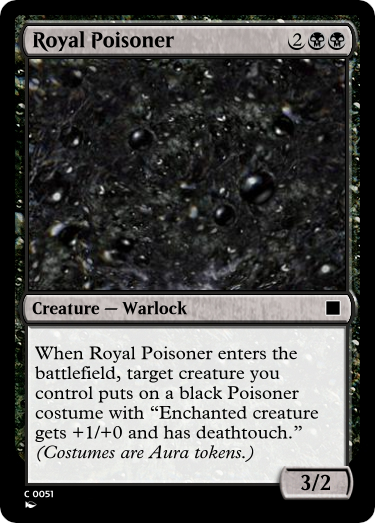 Royal Poisoner 2
Creature — Warlock
When Royal Poisoner enters the
battlefield, target creature you
control puts on a black Poisoner
costume with “Enchanted creature
gets +1/+0 and has deathtouch.”
(Costumes are Aura tokens.)
3/2
C 0051